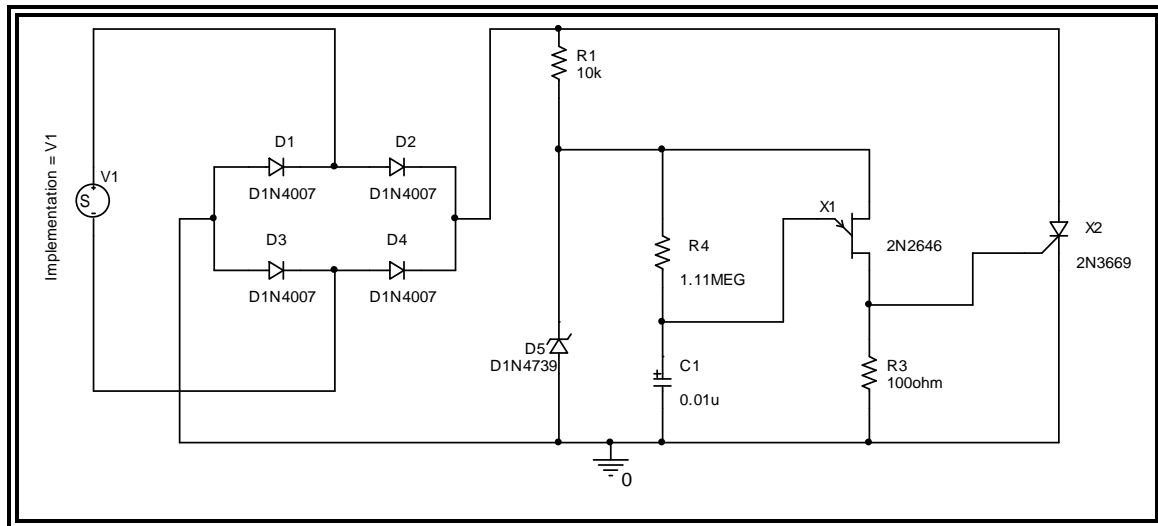 Implementation = V1
V1
S
+
-
D1
D1N4007
D2
D1N4007
D3
D1N4007
D4
D1N4007
R1
10k
R4
1.11MEG
D5
D1N4739
C1
+
0.01u
X1
2N2646
R3
100ohm
X2
2N3669
0